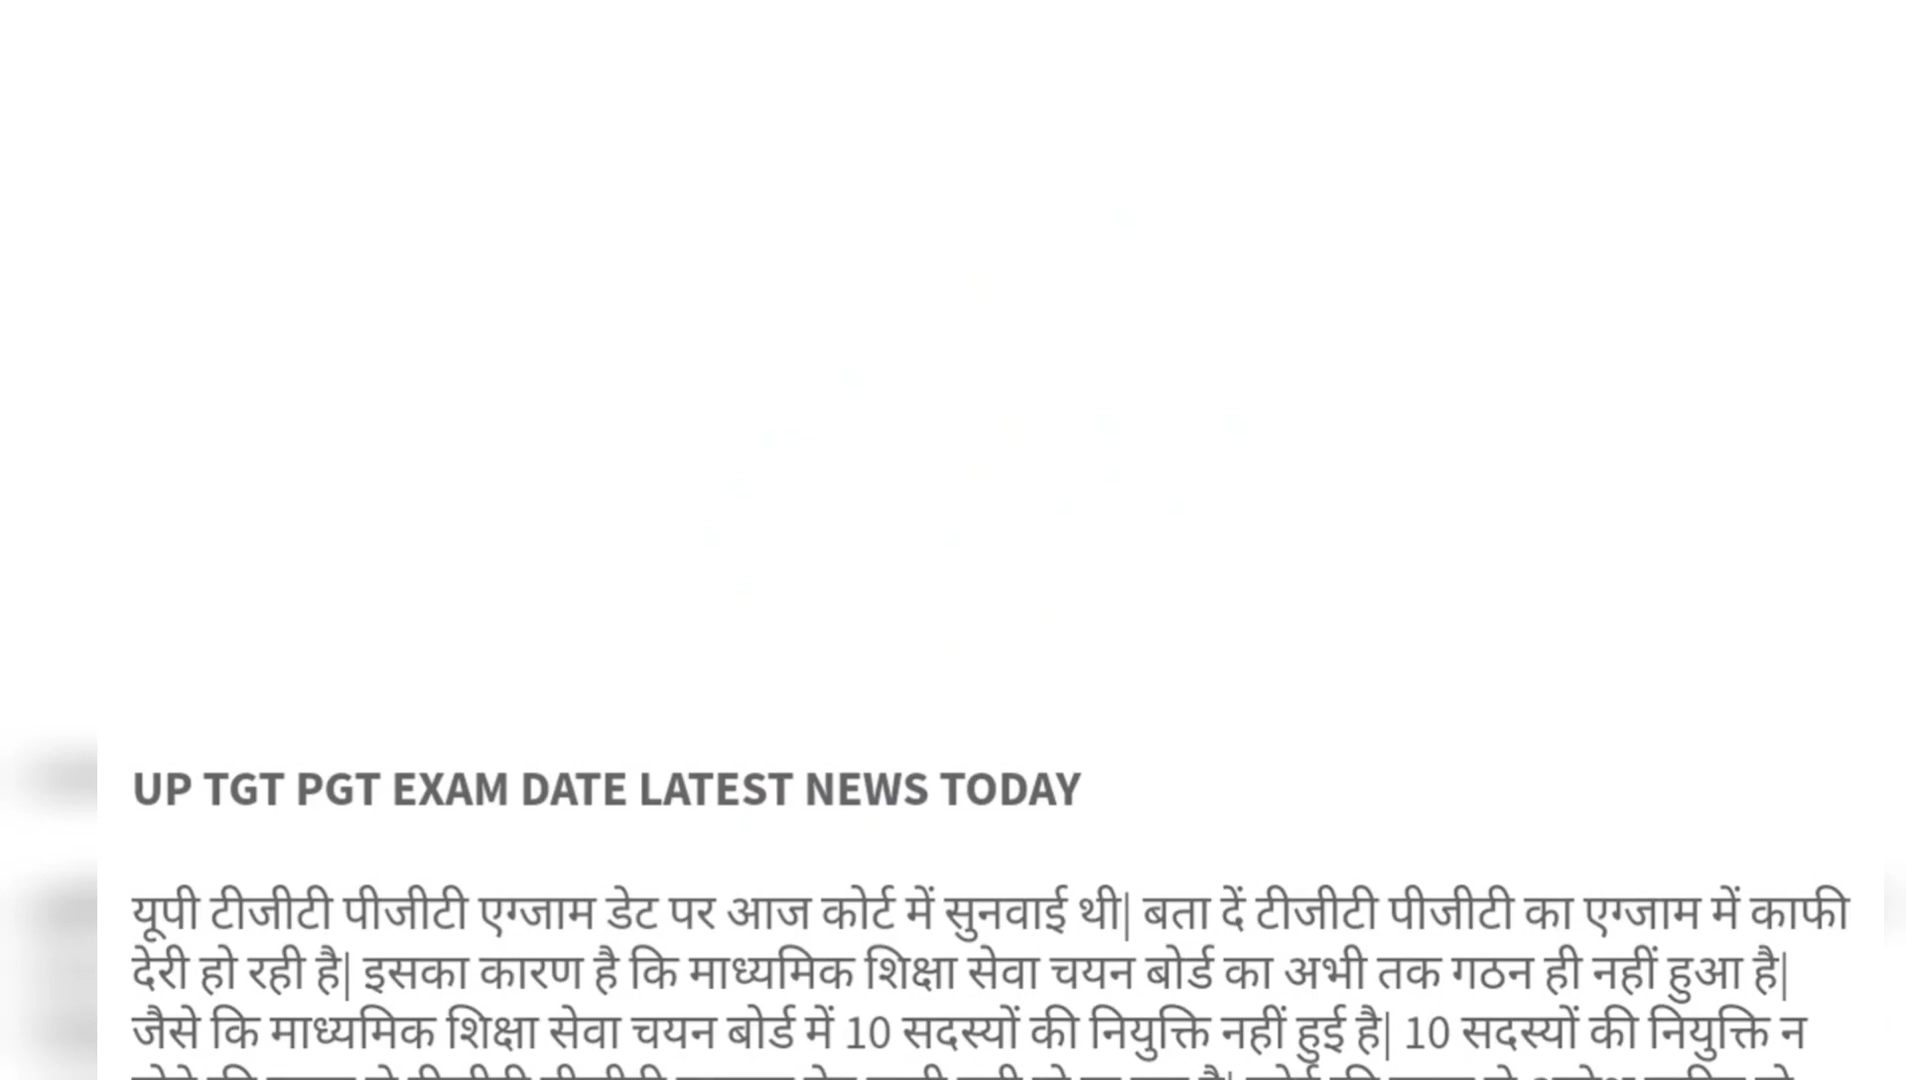 UP TGT PGT EXAM DATE LATEST NEWS TODAY
यूपी टीजीटी पीजीटी एग्जाम डेट पर आज कोर्ट में सुनवाई थी| बता दें टीजीटी पीजीटी का एग्जाम में काफी
देरी हो रही है| इसका कारण है कि माध्यमिक शिक्षा सेवा चयन बोर्ड का अभी तक गठन ही नहीं हुआ है|
जैसे कि माध्यमिक शिक्षा सेवा चयन बोर्ड में 10 सदस्यों की नियुक्ति नहीं हुई है| 10 सदस्यों की नियुक्ति न